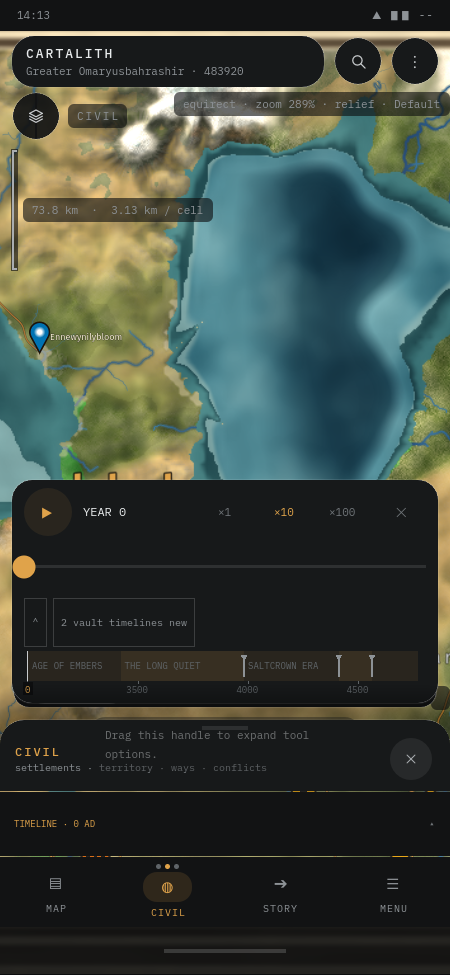 14:13
CARTALITH
Greater Omaryusbahrashir · 483920
equirect · zoom 289% · relief · Default
CIVIL
73.8 km · 3.13 km / cell
Ennewynilybloom
YEAR 0
×1 ×10 ×100
^ 2 vault timelines new
AGE OF EMBERS THE LONG QUIET SALTCROWN ERA
0 3500 4000 4500
Drag this handle to expand tool
options.
CIVIL
settlements · territory · ways · conflicts
TIMELINE · 0 AD
MAP CIVIL STORY MENU